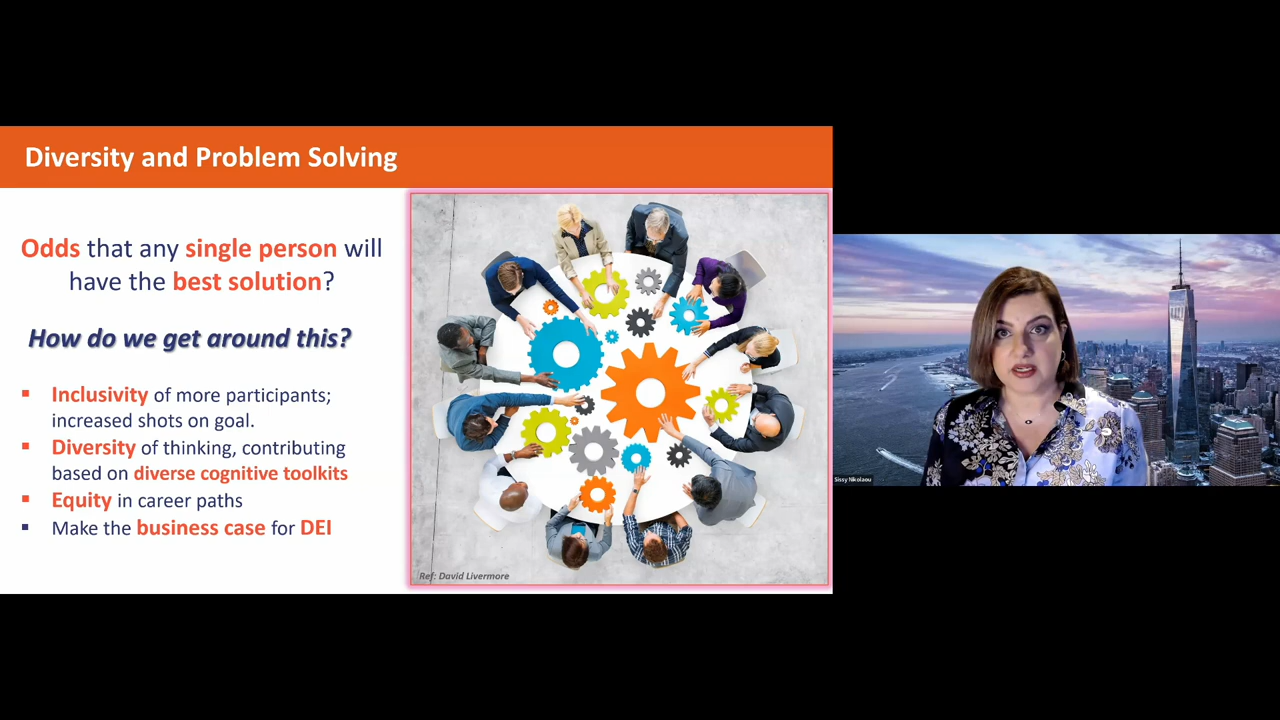 Diversity and Problem Solving
Odds that any single person will
have the best solution?
How do we get around this?
▪ Inclusivity of more participants;
increased shots on goal.
▪ Diversity of thinking, contributing
based on diverse cognitive toolkits
▪ Equity in career paths
▪ Make the business case for DEI
Ref: David Livermore
Sissy Nikolaou